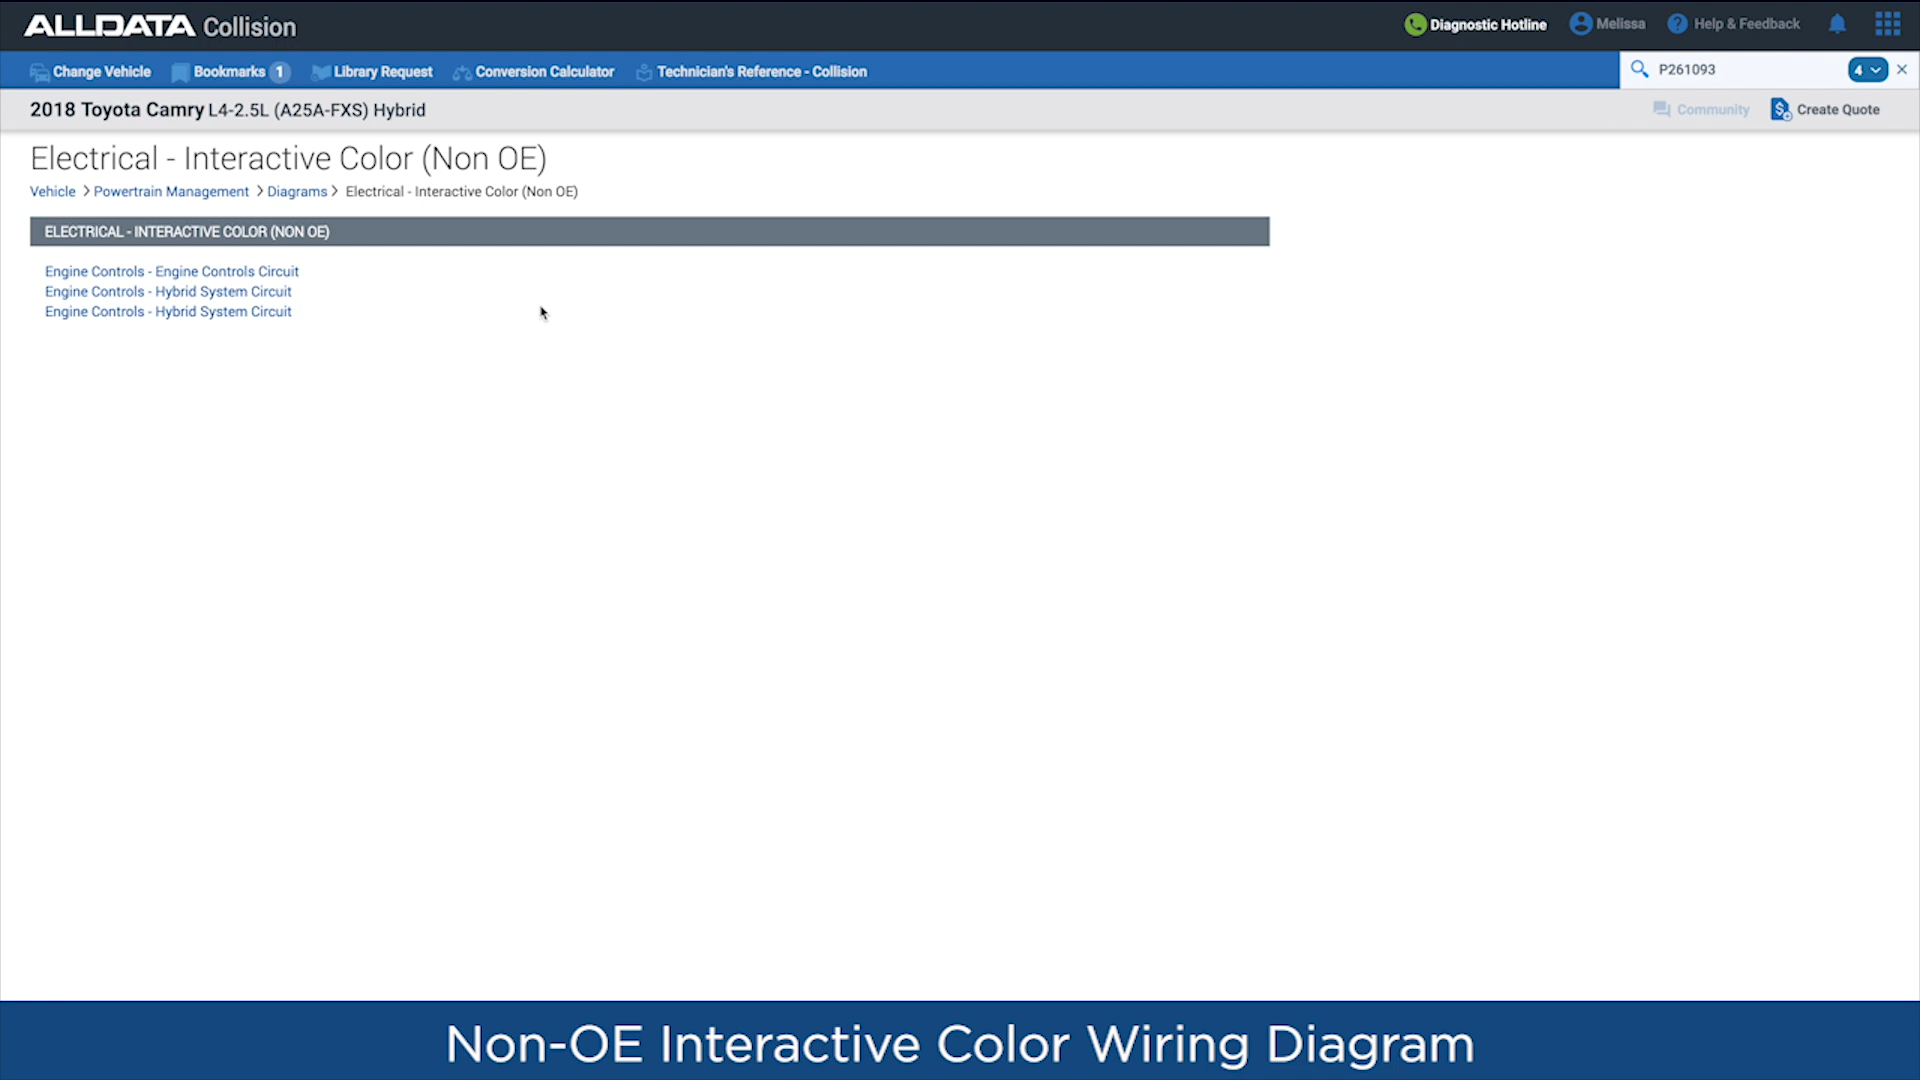 ALLDATA Collision
Diagnostic Hotline
Melissa
Help & Feedback
Change Vehicle
Bookmarks 1
Library Request
Conversion Calculator
Technician's Reference - Collision
P261093
4
2018 Toyota Camry L4-2.5L (A25A-FXS) Hybrid
Community
Create Quote
Electrical - Interactive Color (Non OE)
Vehicle > Powertrain Management > Diagrams > Electrical - Interactive Color (Non OE)
ELECTRICAL - INTERACTIVE COLOR (NON OE)
Engine Controls - Engine Controls Circuit
Engine Controls - Hybrid System Circuit
Engine Controls - Hybrid System Circuit
Non-OE Interactive Color Wiring Diagram